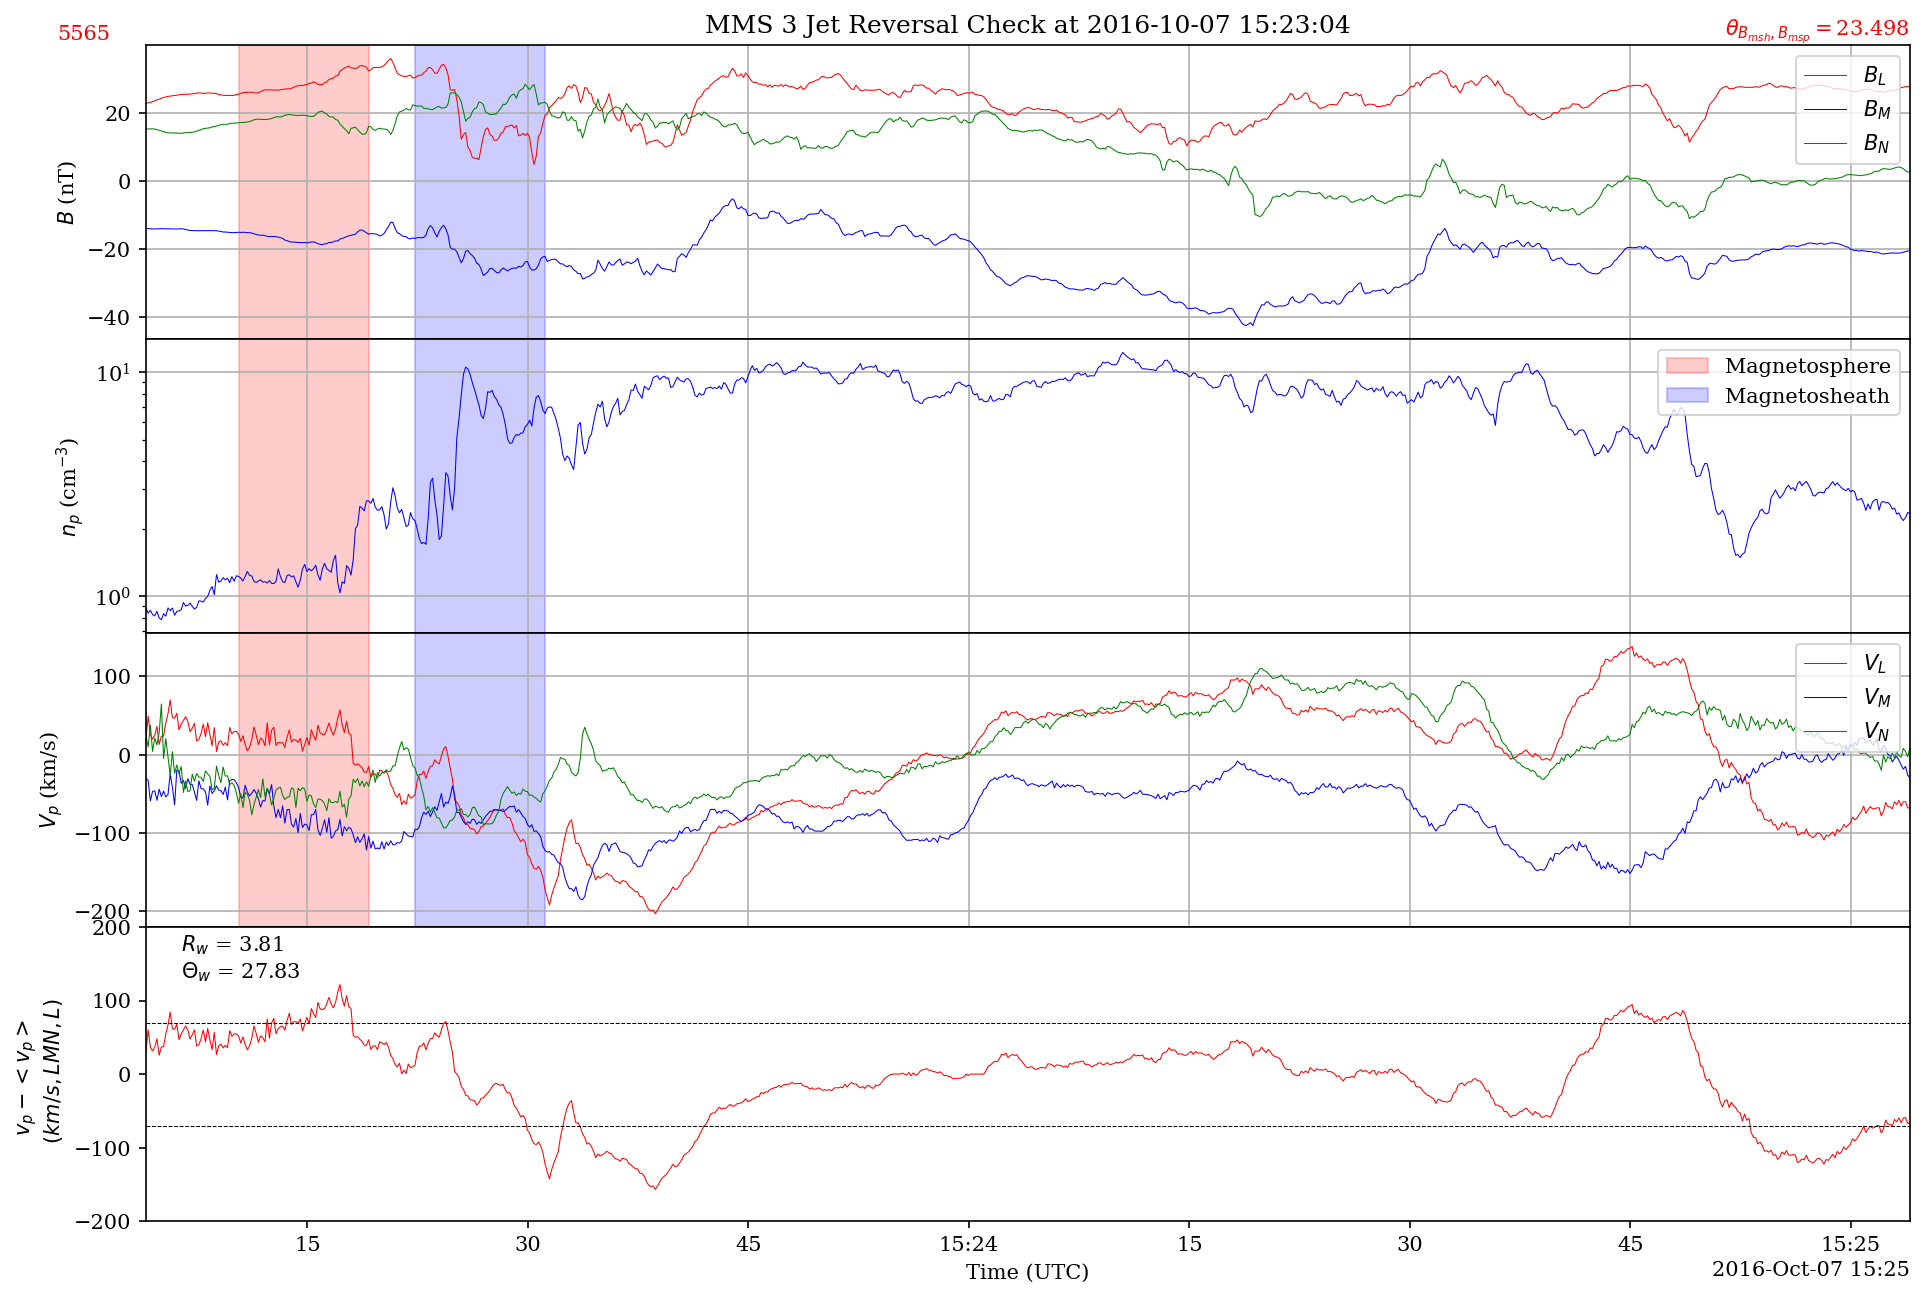 5565
MMS 3 Jet Reversal Check at 2016-10-07 15:23:04
θ_{B_{msh}, B_{msp}} = 23.498
B (nT)
20
0
−20
−40
B_L
B_M
B_N
n_p (cm^{−3})
10^1
10^0
Magnetosphere
Magnetosheath
V_p (km/s)
100
0
−100
−200
V_L
V_M
V_N
v_p − < v_p >
(km/s, LMN, L)
200
100
0
−100
−200
R_w = 3.81
Θ_w = 27.83
15 30 45 15:24 15 30 45 15:25
Time (UTC)
2016-Oct-07 15:25